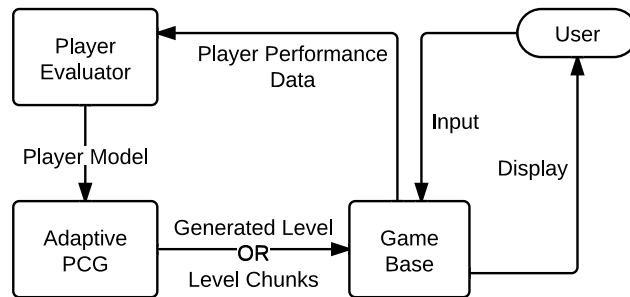 Player
Evaluator
Player Performance
Data
User
Input
Display
Player Model
Adaptive
PCG
Generated Level
OR
Level Chunks
Game
Base